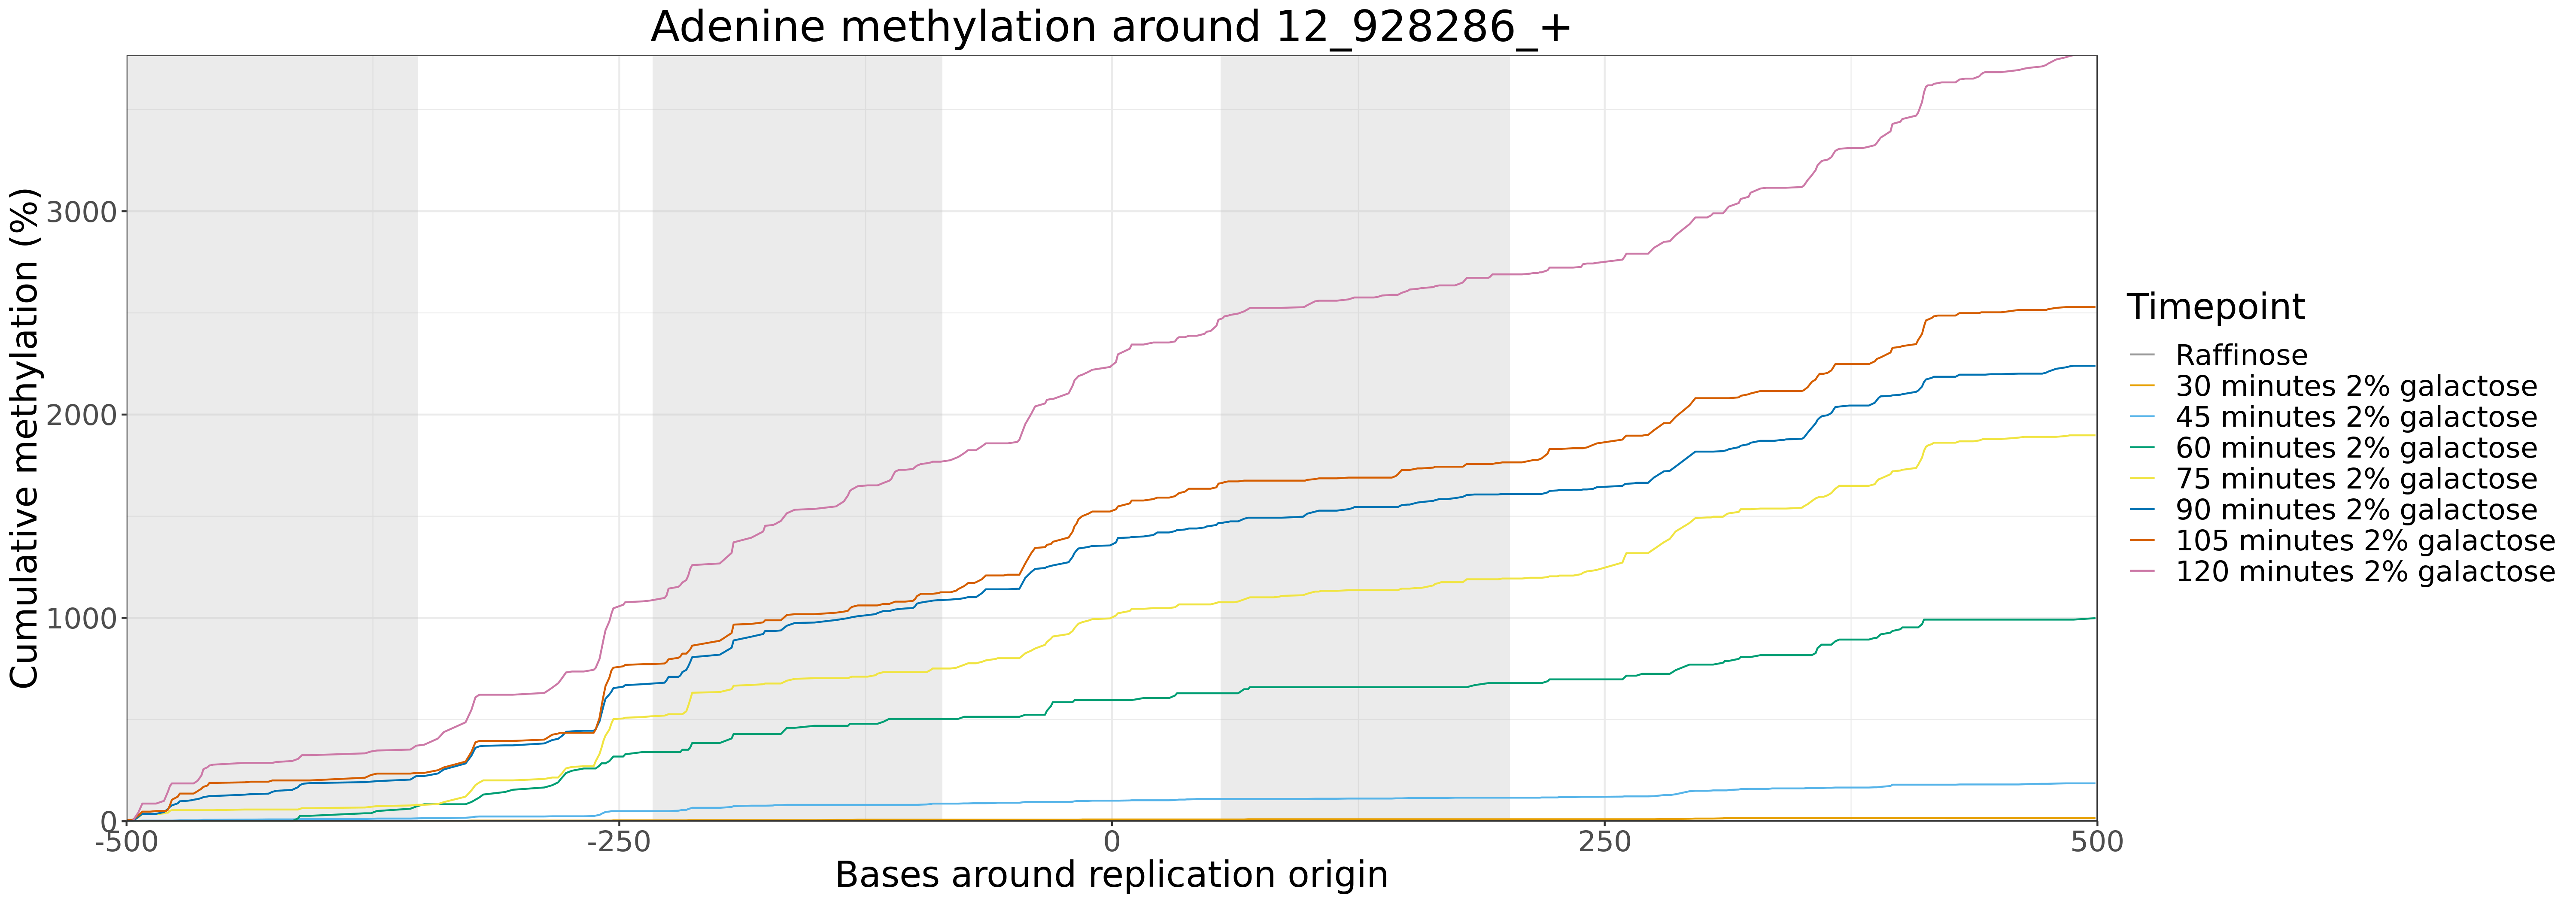 Adenine methylation around 12_928286_+
Cumulative methylation (%)
3000
2000
1000
0
-500
-250
0
250
500
Bases around replication origin
Timepoint
Raffinose
30 minutes 2% galactose
45 minutes 2% galactose
60 minutes 2% galactose
75 minutes 2% galactose
90 minutes 2% galactose
105 minutes 2% galactose
120 minutes 2% galactose